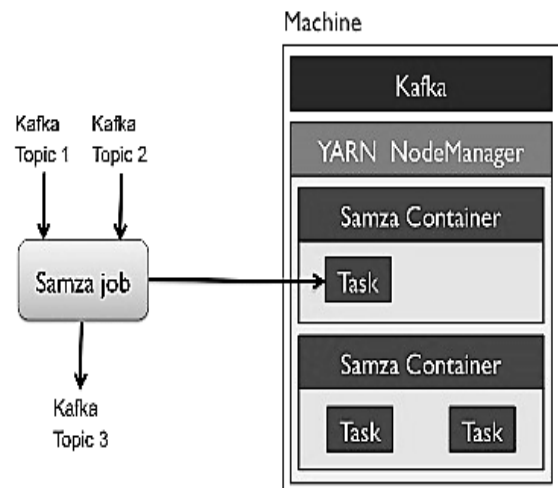 Machine
Kafka
Kafka
Topic 1
Kafka
Topic 2
YARN NodeManager
Samza Container
Samza job
Task
Samza Container
Kafka
Topic 3
Task
Task